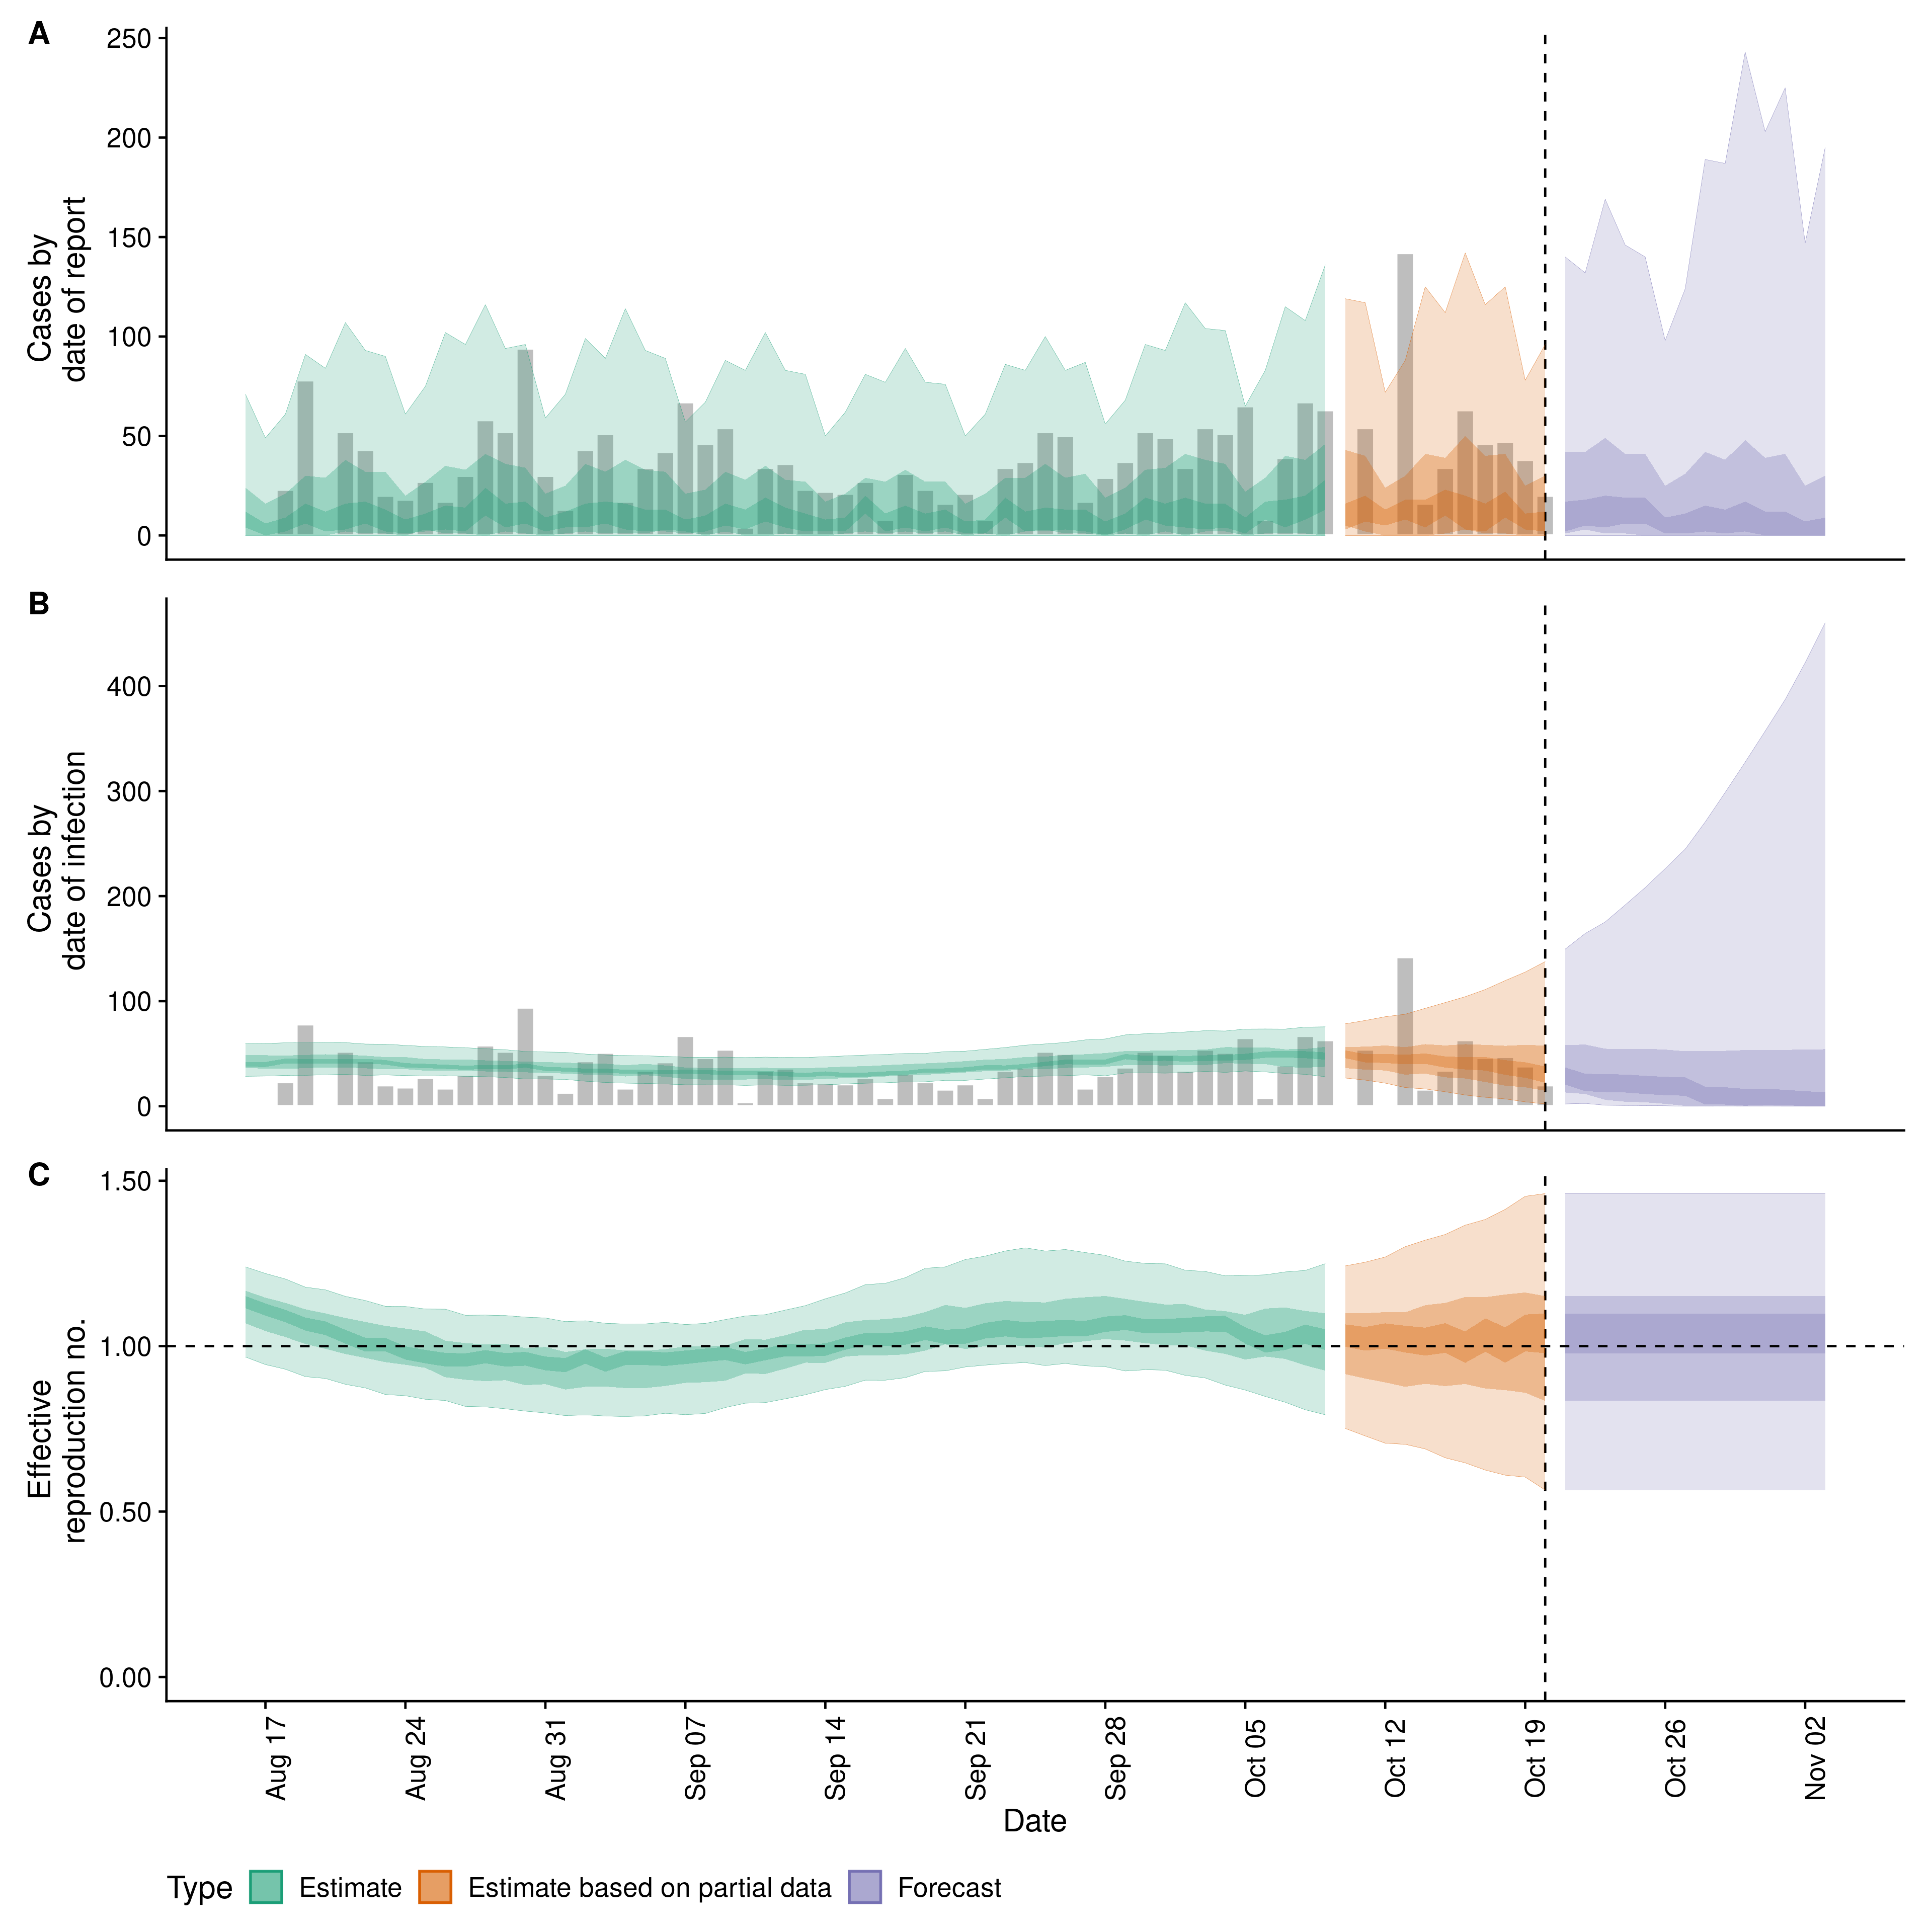 A
250
200
150
100
50
0
Cases by
date of report
B
400
300
200
100
0
Cases by
date of infection
C
1.50
1.00
0.50
0.00
Effective
reproduction no.
Aug 17
Aug 24
Aug 31
Sep 07
Sep 14
Sep 21
Sep 28
Oct 05
Oct 12
Oct 19
Oct 26
Nov 02
Date
Type Estimate Estimate based on partial data Forecast